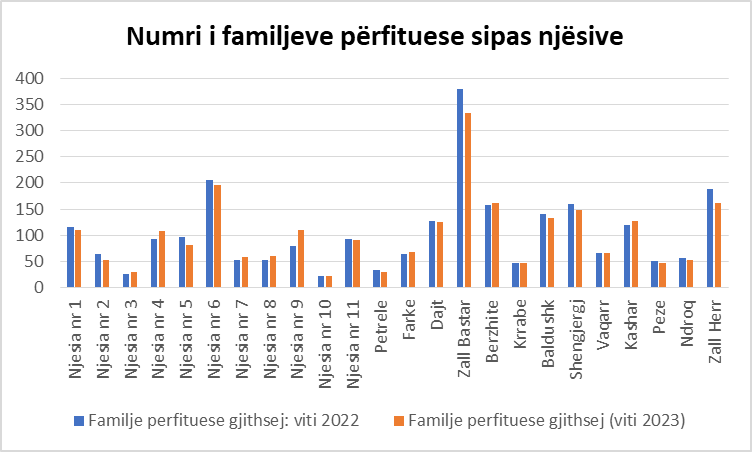 Numri i familjeve përfituese sipas njësive
400
350
300
250
200
150
100
50
0
Njesia nr 1
Njesia nr 2
Njesia nr 3
Njesia nr 4
Njesia nr 5
Njesia nr 6
Njesia nr 7
Njesia nr 8
Njesia nr 9
Njesia nr 10
Njesia nr 11
Petrele
Farke
Dajt
Zall Bastar
Berzhite
Krrabe
Baldushk
Shengjergj
Vaqarr
Kashar
Peze
Ndroq
Zall Herr
Familje perfituese gjithsej: viti 2022
Familje perfituese gjithsej (viti 2023)